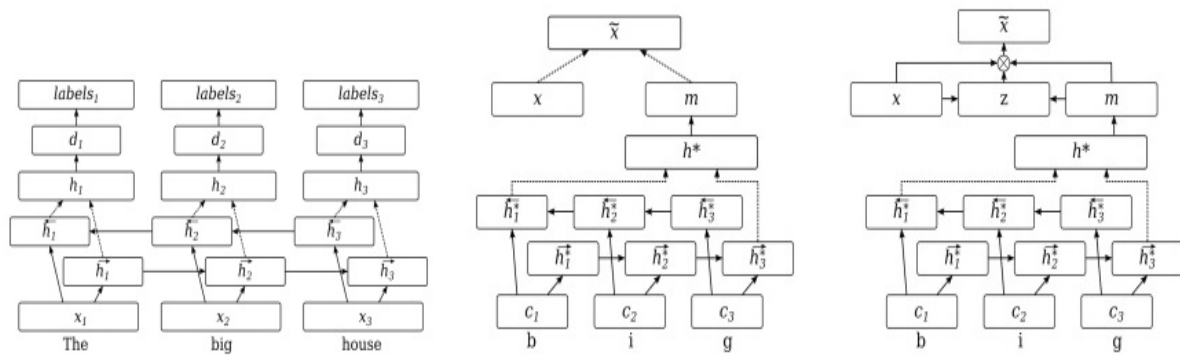 labels₁ labels₂ labels₃
d₁ d₂ d₃
h₁ h₂ h₃
←h₁ ←h₂ ←h₃
→h₁ →h₂ →h₃
x₁ x₂ x₃
The big house
x̃
x m
h*
←h₁* ←h₂* ←h₃*
→h₁* →h₂* →h₃*
c₁ c₂ c₃
b i g
x̃
⊗
x z m
h*
←h₁* ←h₂* ←h₃*
→h₁* →h₂* →h₃*
c₁ c₂ c₃
b i g